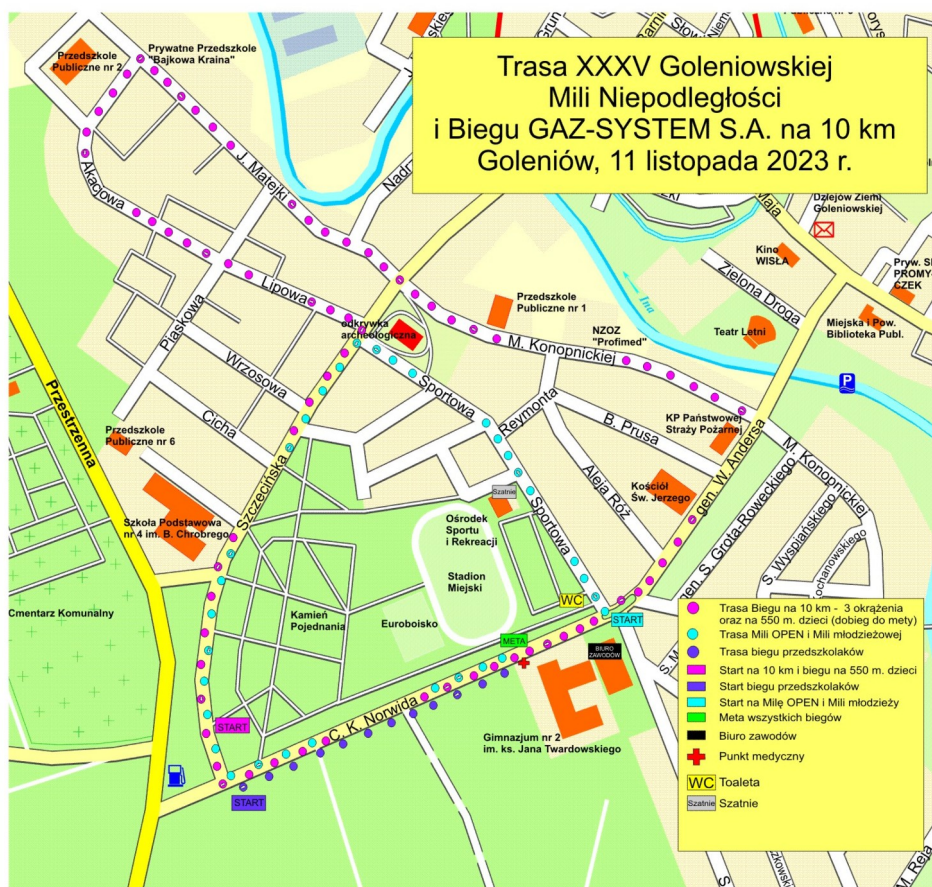 Trasa XXXV Goleniowskiej
Mili Niepodległości
i Biegu GAZ-SYSTEM S.A. na 10 km
Goleniów, 11 listopada 2023 r.
Przedszkole
Publiczne nr 2
Prywatne Przedszkole
"Bajkowa Kraina"
J. Matejki
Akacjowa
Lipowa
Piaskowa
Wrzosowa
Cicha
Przestrzenna
odkrywka
archeologiczna
Przedszkole
Publiczne nr 1
NZOZ
"Profimed"
M. Konopnickiej
Ina
Zielona Droga
Kino
WISŁA
Dziejów Ziemi
Goleniowskiej
Maja
Teatr Letni
Miejska i Pow.
Biblioteka Publ.
P
Sportowa
Reymonta
B. Prusa
Aleja Róż
KP Państwowej
Straży Pożarnej
Kościół
Św. Jerzego
gen. W. Andersa
gen. S. Grota-Roweckiego
M. Konopnickiej
S. Wyspiańskiego
Przedszkole
Publiczne nr 6
Szkoła Podstawowa
nr 4 im. B. Chrobrego
Szczecińska
Cmentarz Komunalny
Kamień
Pojednania
Szatnie
Ośrodek
Sportu
i Rekreacji
Stadion
Miejski
Euroboisko
Sportowa
WC
START
META
BIURO
ZAWODÓW
C. K. Norwida
Gimnazjum nr 2
im. ks. Jana Twardowskiego
START
START
Trasa Biegu na 10 km - 3 okrążenia
oraz na 550 m. dzieci (dobieg do mety)
Trasa Mili OPEN i Mili młodzieżowej
Trasa biegu przedszkolaków
START Start na 10 km i biegu na 550 m. dzieci
START Start biegu przedszkolaków
START Start na Milę OPEN i Mili młodzieży
META Meta wszystkich biegów
Biuro zawodów
Punkt medyczny
WC Toaleta
Szatnie Szatnie
M. Reja